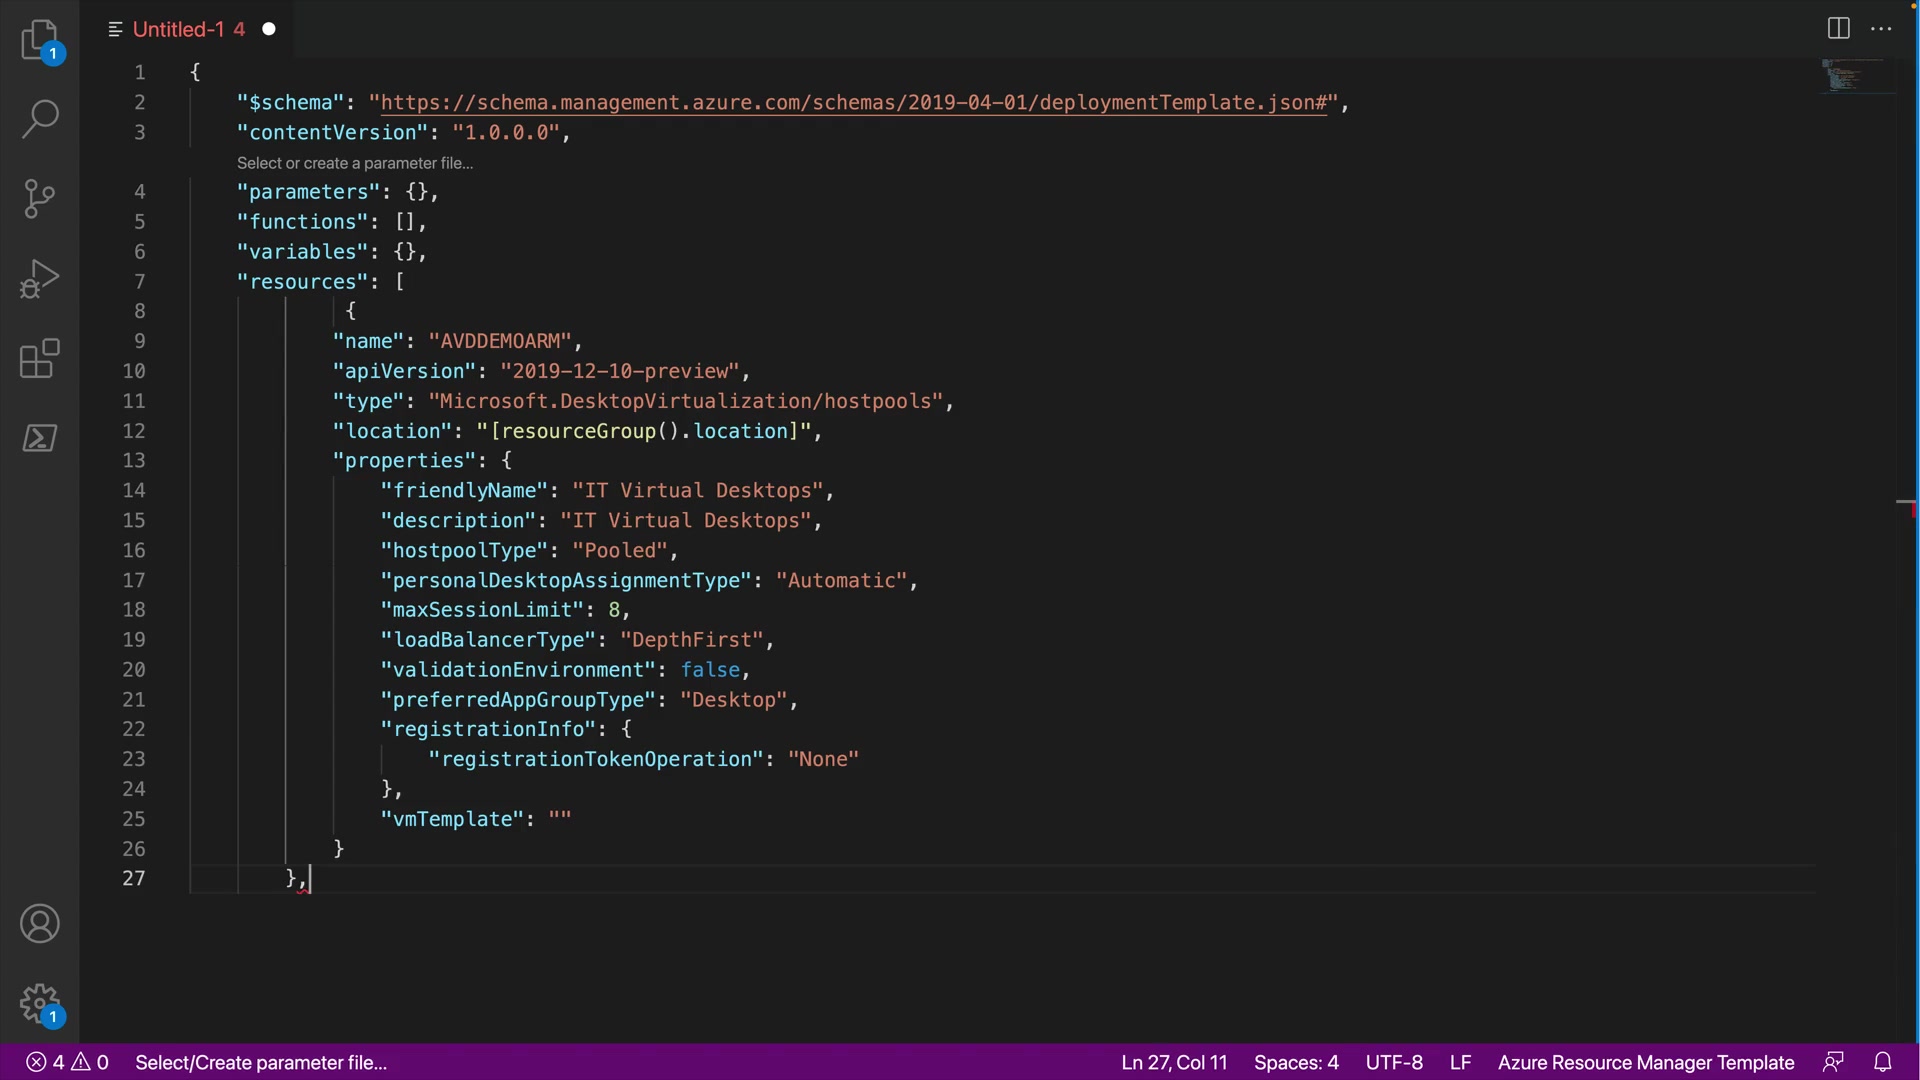 Untitled-1 4
1 {
2 "$schema": "https://schema.management.azure.com/schemas/2019-04-01/deploymentTemplate.json#",
3 "contentVersion": "1.0.0.0",
Select or create a parameter file...
4 "parameters": {},
5 "functions": [],
6 "variables": {},
7 "resources": [
8 {
9 "name": "AVDDEMOARM",
10 "apiVersion": "2019-12-10-preview",
11 "type": "Microsoft.DesktopVirtualization/hostpools",
12 "location": "[resourceGroup().location]",
13 "properties": {
14 "friendlyName": "IT Virtual Desktops",
15 "description": "IT Virtual Desktops",
16 "hostpoolType": "Pooled",
17 "personalDesktopAssignmentType": "Automatic",
18 "maxSessionLimit": 8,
19 "loadBalancerType": "DepthFirst",
20 "validationEnvironment": false,
21 "preferredAppGroupType": "Desktop",
22 "registrationInfo": {
23 "registrationTokenOperation": "None"
24 },
25 "vmTemplate": ""
26 }
27 },
1
1
4 0 Select/Create parameter file... Ln 27, Col 11 Spaces: 4 UTF-8 LF Azure Resource Manager Template